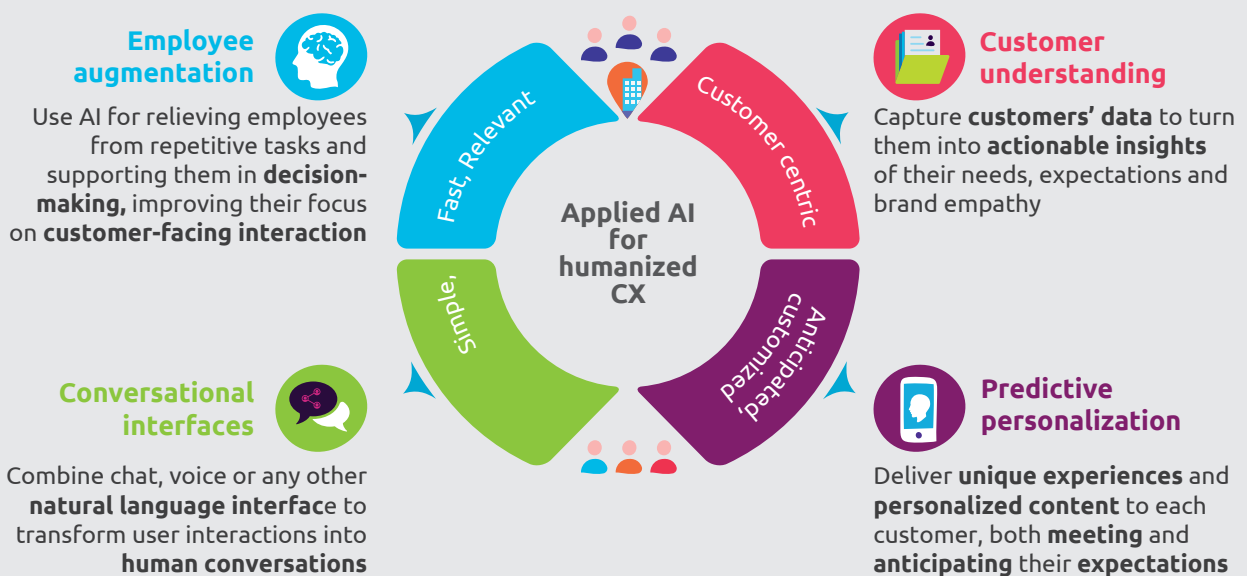 Employee
augmentation
Use AI for relieving employees
from repetitive tasks and
supporting them in decision-
making, improving their focus
on customer-facing interaction
Customer
understanding
Capture customers' data to turn
them into actionable insights
of their needs, expectations and
brand empathy
Fast, Relevant
Customer centric
Applied AI
for
humanized
CX
Simple,
Anticipated,
customized
Conversational
interfaces
Combine chat, voice or any other
natural language interface to
transform user interactions into
human conversations
Predictive
personalization
Deliver unique experiences and
personalized content to each
customer, both meeting and
anticipating their expectations